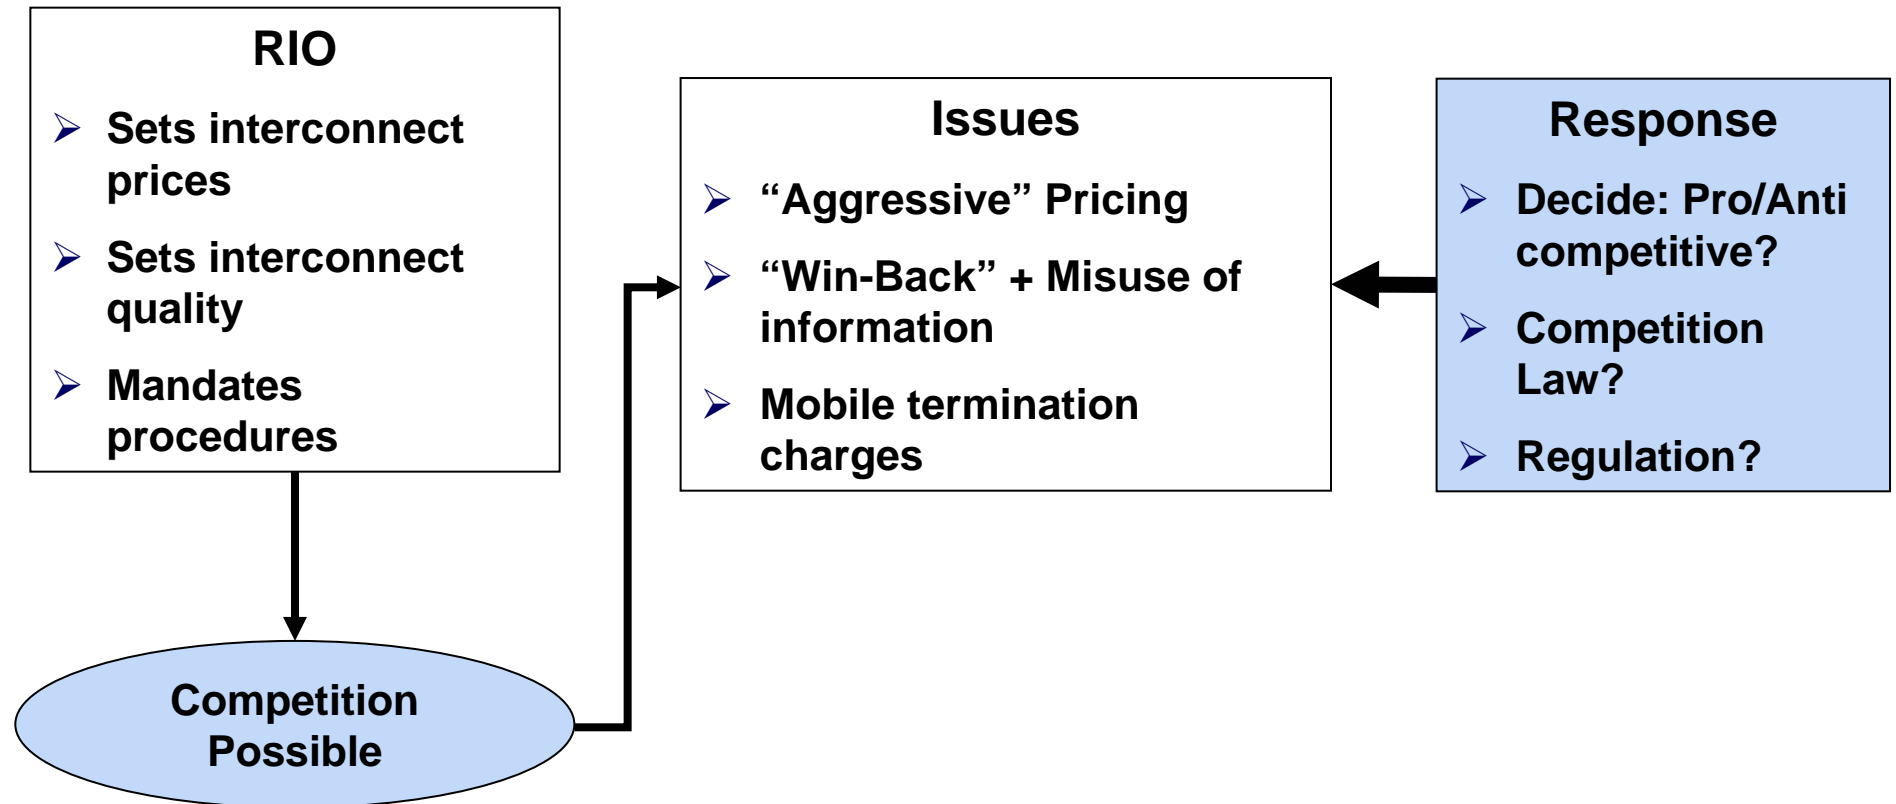 RIO
Sets interconnect
prices
Sets interconnect
quality
Mandates
procedures
Competition
Possible
Issues
“Aggressive” Pricing
“Win-Back” + Misuse of
information
Mobile termination
charges
Response
Decide: Pro/Anti
competitive?
Competition
Law?
Regulation?